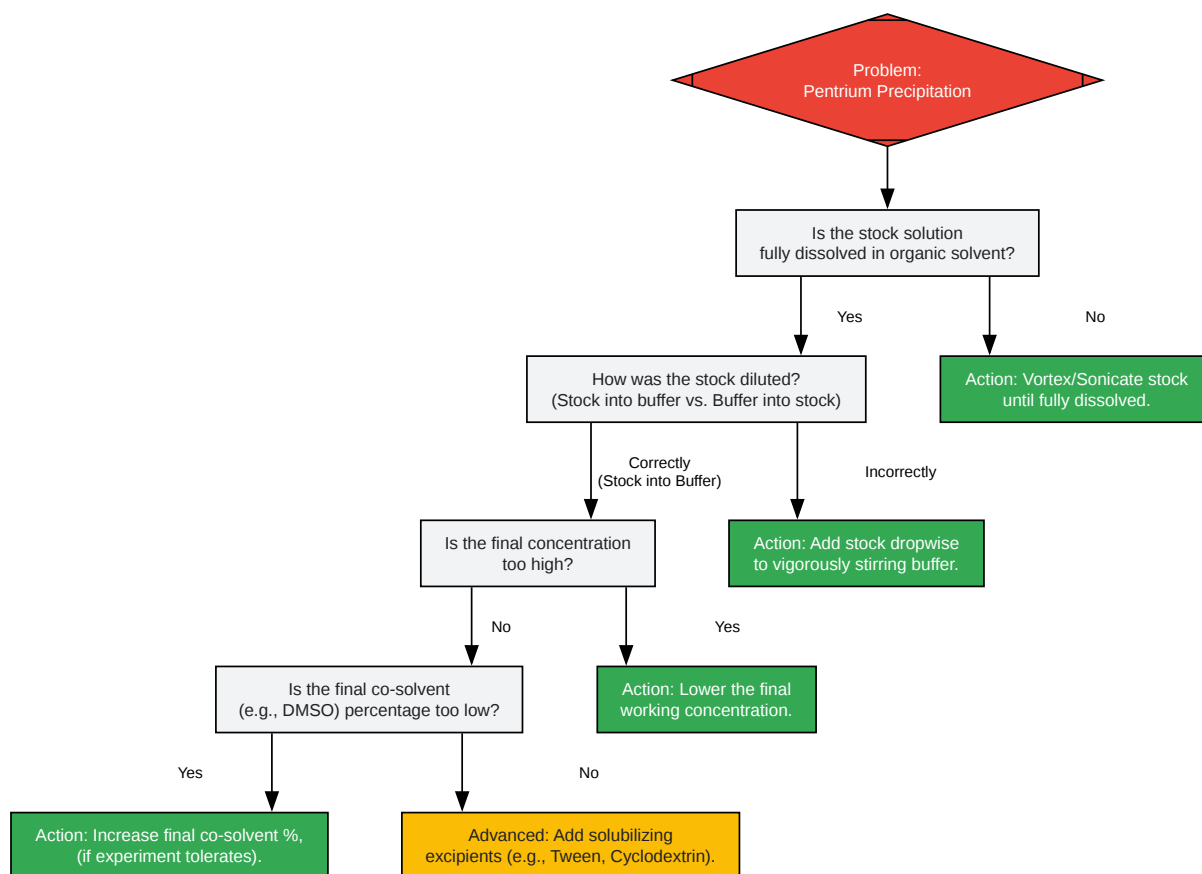 Problem:
Pentrium Precipitation
Is the stock solution
fully dissolved in organic solvent?
Yes
No
How was the stock diluted?
(Stock into buffer vs. Buffer into stock)
Action: Vortex/Sonicate stock
until fully dissolved.
Correctly
(Stock into Buffer)
Incorrectly
Is the final concentration
too high?
Action: Add stock dropwise
to vigorously stirring buffer.
No
Yes
Is the final co-solvent
(e.g., DMSO) percentage too low?
Action: Lower the final
working concentration.
Yes
No
Action: Increase final co-solvent %,
(if experiment tolerates).
Advanced: Add solubilizing
excipients (e.g., Tween, Cyclodextrin).